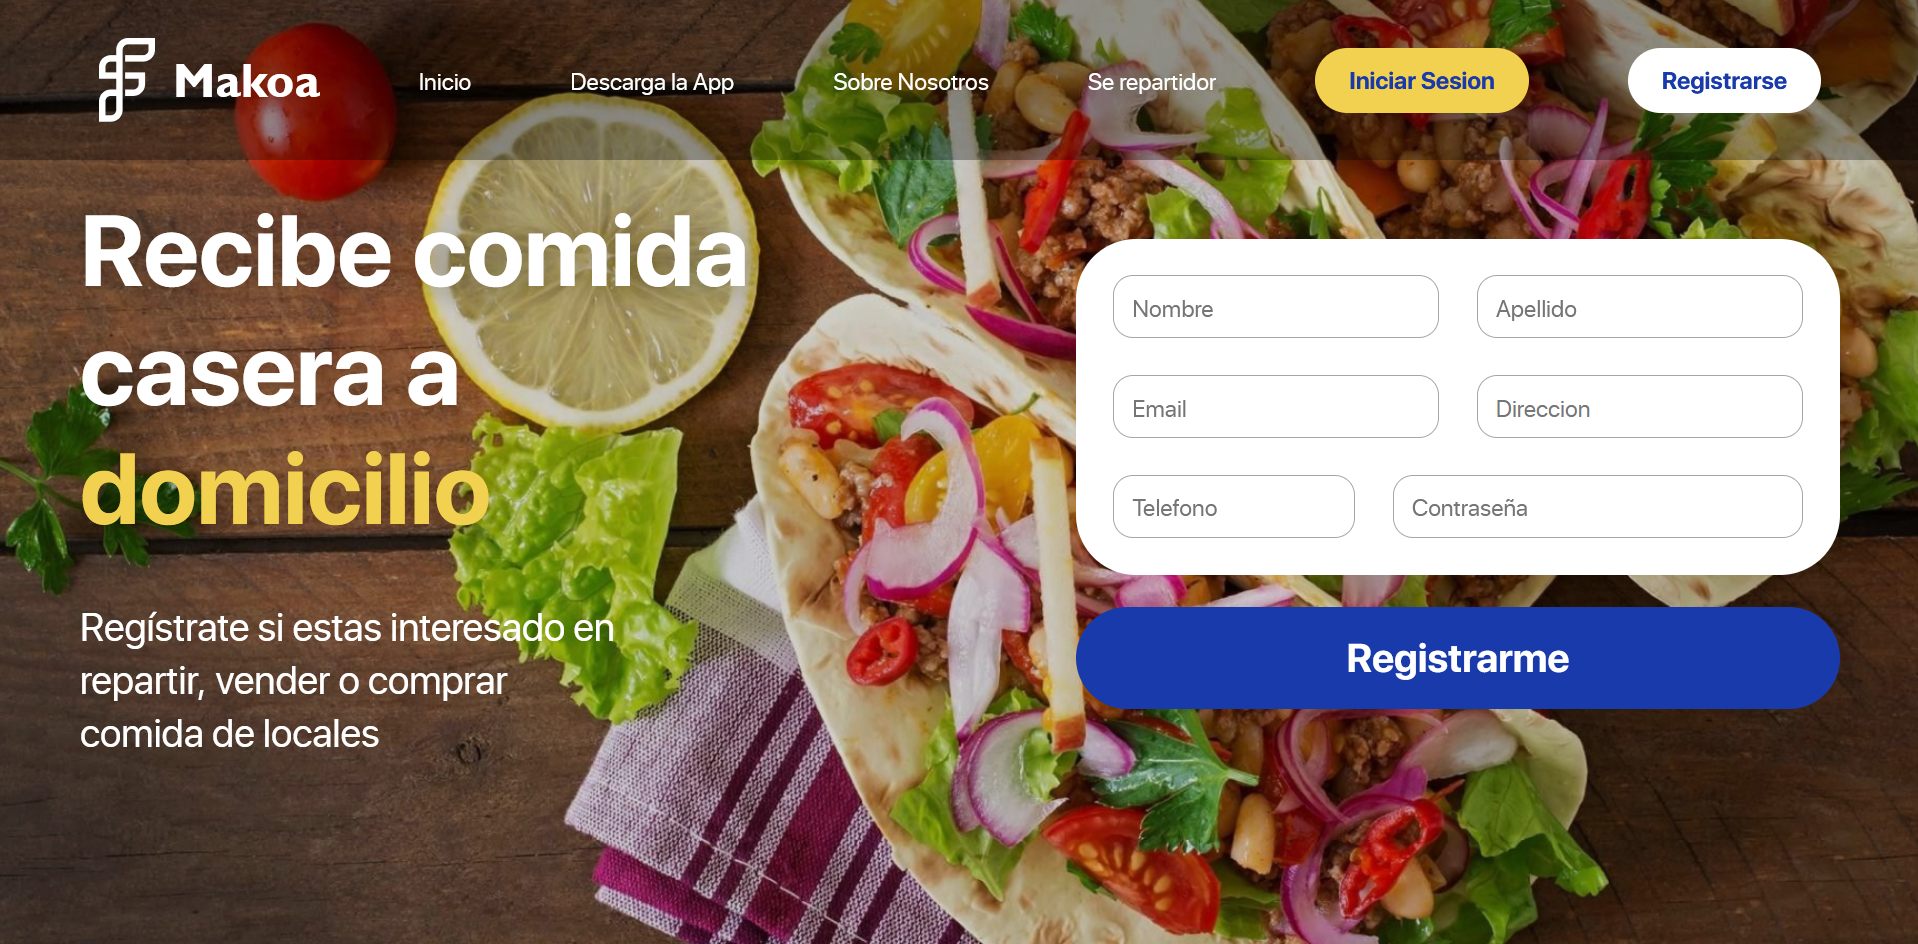 Makoa
Inicio
Descarga la App
Sobre Nosotros
Se repartidor
Iniciar Sesion
Registrarse
Recibe comida
casera a
domicilio
Regístrate si estas interesado en
repartir, vender o comprar
comida de locales
Nombre
Apellido
Email
Direccion
Telefono
Contraseña
Registrarme